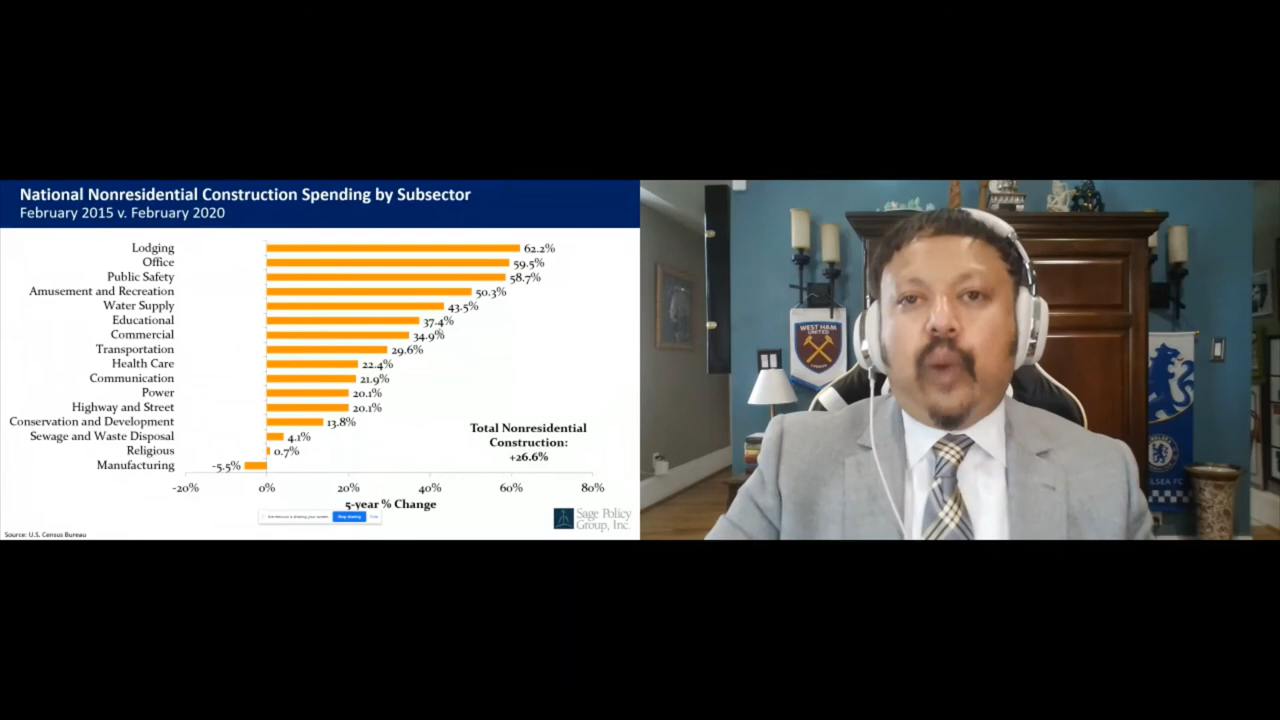 National Nonresidential Construction Spending by Subsector
February 2015 v. February 2020
Lodging 62.2%
Office 59.5%
Public Safety 58.7%
Amusement and Recreation 50.3%
Water Supply 43.5%
Educational 37.4%
Commercial 34.9%
Transportation 29.6%
Health Care 22.4%
Communication 21.9%
Power 20.1%
Highway and Street 20.1%
Conservation and Development 13.8%
Sewage and Waste Disposal 4.1%
Religious 0.7%
Manufacturing -5.5%
Total Nonresidential
Construction:
+26.6%
-20% 0% 20% 40% 60% 80%
5-year % Change
Stop sharing
Sage Policy
Group, Inc.
Source: U.S. Census Bureau
WEST HAM
UNITED
LSEA FC